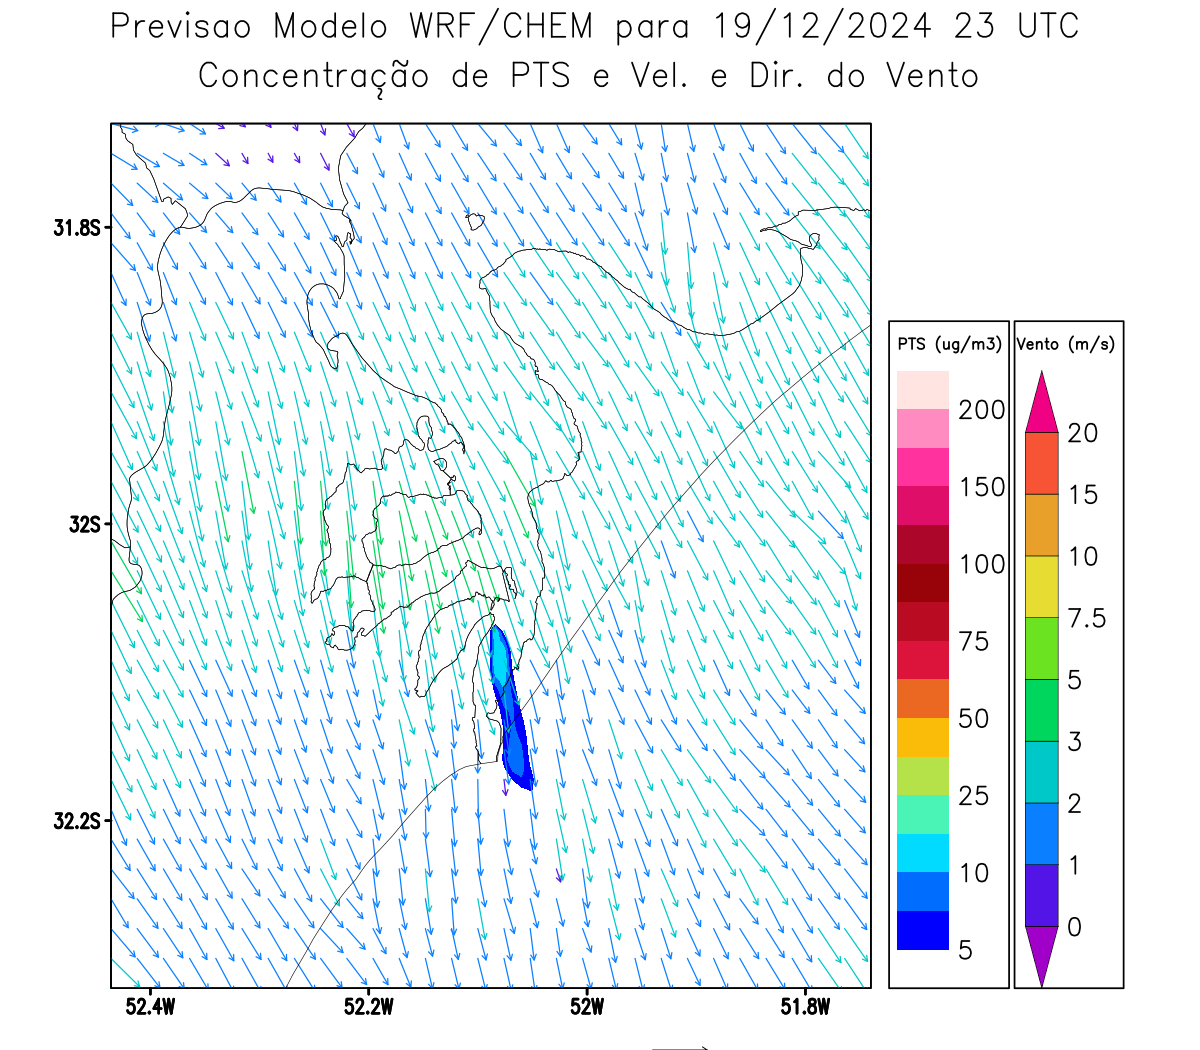 Previsao Modelo WRF/CHEM para 19/12/2024 23 UTC
Concentração de PTS e Vel. e Dir. do Vento
31.8S
32S
32.2S
52.4W 52.2W 52W 51.8W
PTS (ug/m3)
200
150
100
75
50
25
10
5
Vento (m/s)
20
15
10
7.5
5
3
2
1
0